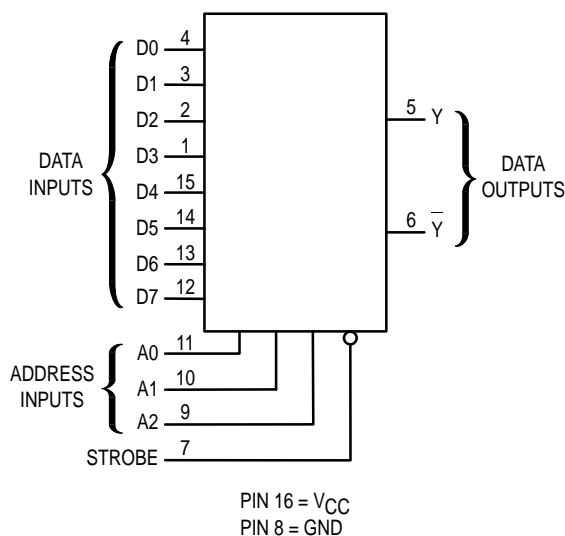 D0 4
D1 3
D2 2
D3 1
D4 15
D5 14
D6 13
D7 12
DATA
INPUTS
5 Y
6 Y̅
DATA
OUTPUTS
A0 11
A1 10
A2 9
ADDRESS
INPUTS
STROBE 7
PIN 16 = VCC
PIN 8 = GND